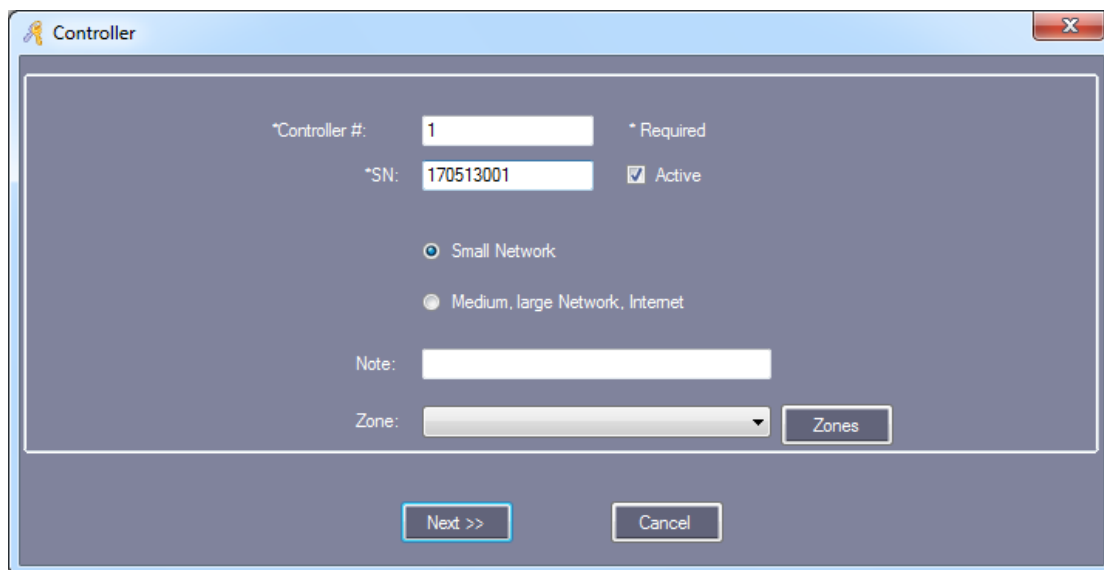 Controller
*Controller #: 1 * Required
*SN: 170513001 Active
Small Network
Medium, large Network, Internet
Note:
Zone: Zones
Next >> Cancel